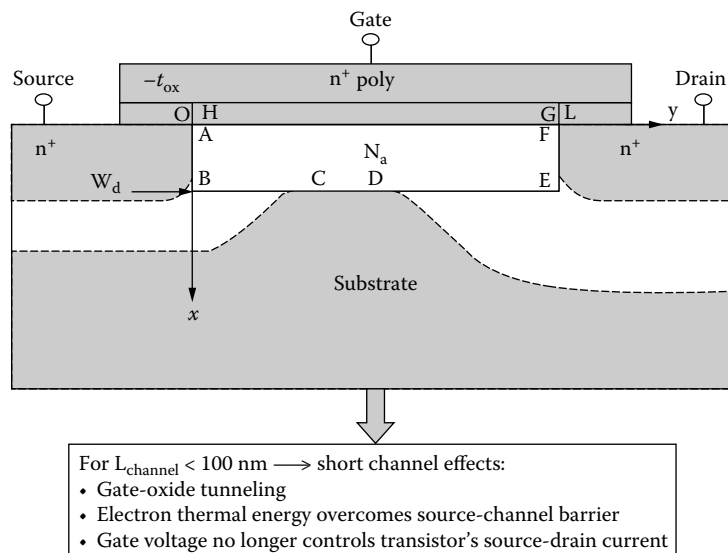 Gate
Source
−t_ox
n⁺ poly
Drain
O H G L y
n⁺ A F n⁺
N_a
W_d B C D E
Substrate
x
For L_channel < 100 nm ⟶ short channel effects:
⬩ Gate-oxide tunneling
⬩ Electron thermal energy overcomes source-channel barrier
⬩ Gate voltage no longer controls transistor's source-drain current